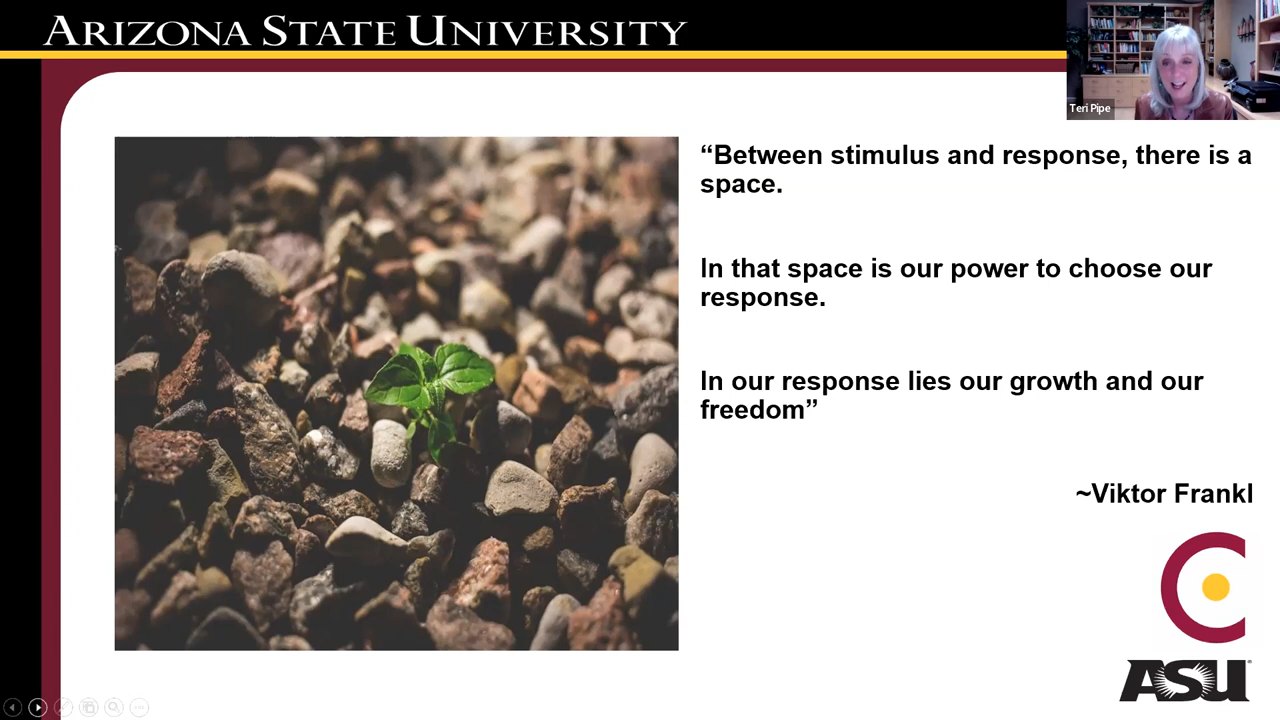 ARIZONA STATE UNIVERSITY
Teri Pipe
“Between stimulus and response, there is a
space.
In that space is our power to choose our
response.
In our response lies our growth and our
freedom”
~Viktor Frankl
ASU